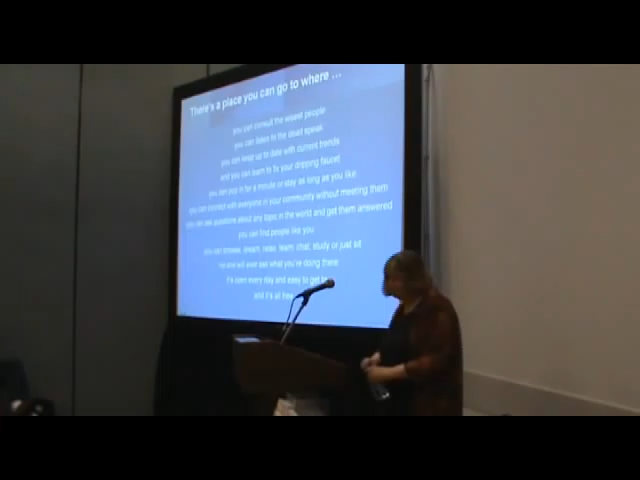 There's a place you can go to where ...
you can consult the wisest people
you can listen to the dead speak
you can keep up to date with current trends
and you can learn to fix your dripping faucet
you can pop in for a minute or stay as long as you like
you can connect with everyone in your community without meeting them
you can ask questions about any topic in the world and get them answered
you can find people like you
you can browse, dream, relax, learn, chat, study or just sit
no one will ever ask what you're doing there
it's open every day and easy to get to
and it's all free